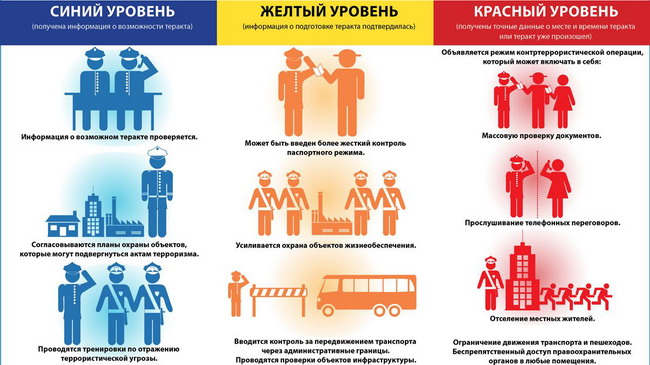 СИНИЙ УРОВЕНЬ
(получена информация о возможности теракта)
Информация о возможном теракте проверяется.
Согласовываются планы охраны объектов,
которые могут подвергнуться актам терроризма.
Проводятся тренировки по отражению
террористической угрозы.
ЖЕЛТЫЙ УРОВЕНЬ
(информация о подготовке теракта подтвердилась)
Может быть введен более жесткий контроль
паспортного режима.
Усиливается охрана объектов жизнеобеспечения.
Вводится контроль за передвижением транспорта
через административные границы.
Проводятся проверки объектов инфраструктуры.
КРАСНЫЙ УРОВЕНЬ
(получены точные данные о месте и времени теракта
или теракт уже произошел)
Объявляется режим контртеррористической операции,
который может включать в себя:
Массовую проверку документов.
Прослушивание телефонных переговоров.
Отселение местных жителей.
Ограничение движения транспорта и пешеходов.
Беспрепятственный доступ правоохранительных
органов в любые помещения.